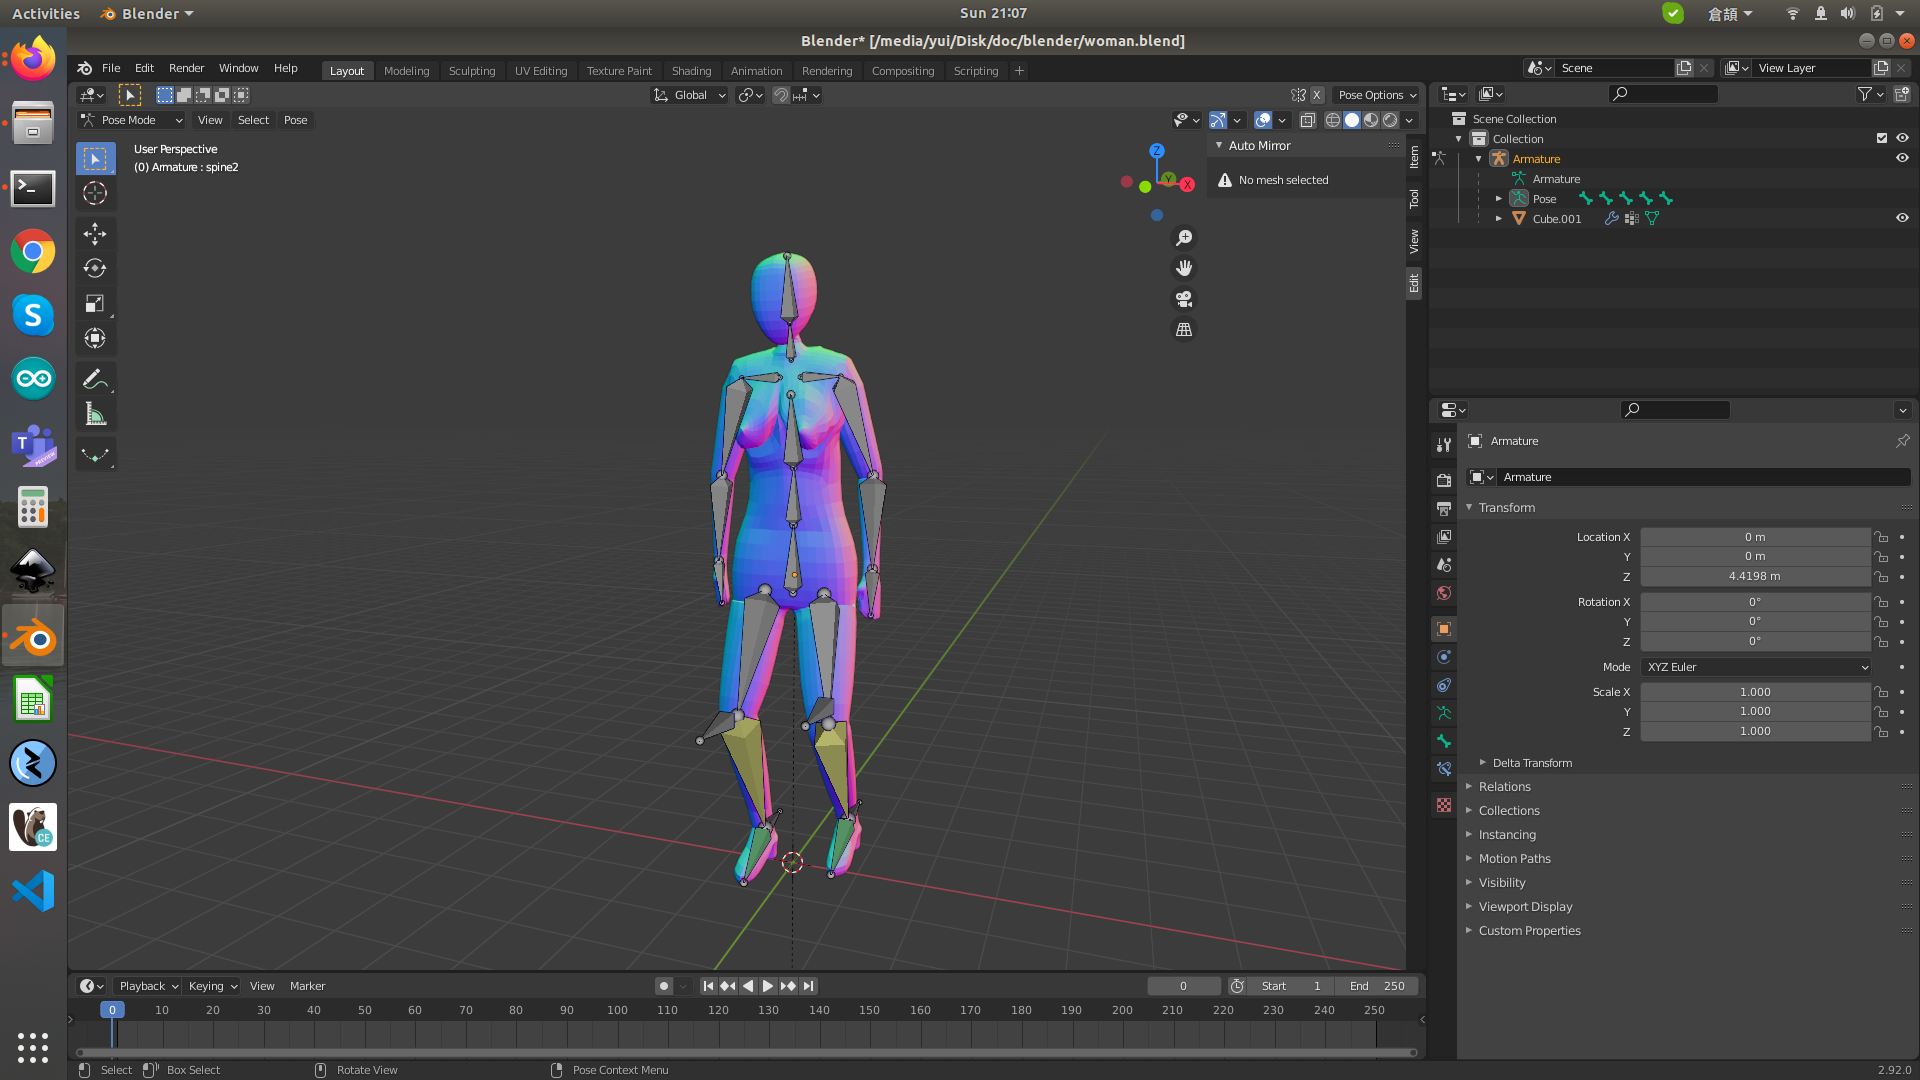 Activities Blender Sun 21:07 倉頡
Blender* [/media/yui/Disk/doc/blender/woman.blend]
File Edit Render Window Help Layout Modeling Sculpting UV Editing Texture Paint Shading Animation Rendering Compositing Scripting + Scene View Layer
Global X Pose Options
Pose Mode View Select Pose
User Perspective
(0) Armature : spine2
Z
Y
X
Auto Mirror
No mesh selected
Item
Tool
View
Edit
Scene Collection
Collection
Armature
Armature
Pose
Cube.001
Armature
Armature
Transform
Location X 0 m
Y 0 m
Z 4.4198 m
Rotation X 0°
Y 0°
Z 0°
Mode XYZ Euler
Scale X 1.000
Y 1.000
Z 1.000
Delta Transform
Relations
Collections
Instancing
Motion Paths
Visibility
Viewport Display
Custom Properties
Playback Keying View Marker 0 Start 1 End 250
0 10 20 30 40 50 60 70 80 90 100 110 120 130 140 150 160 170 180 190 200 210 220 230 240 250
Select Box Select Rotate View Pose Context Menu 2.92.0
S
T
PREVIEW
CE